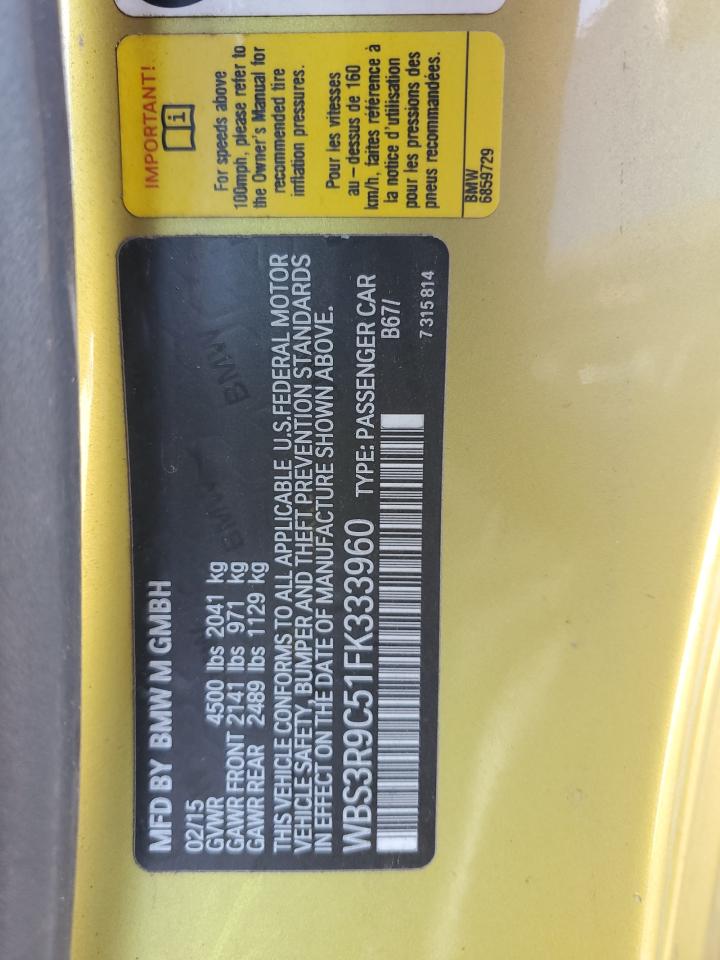 MFD BY BMW M GMBH
02/15
GVWR 4500 lbs 2041 kg
GAWR FRONT 2141 lbs 971 kg
GAWR REAR 2489 lbs 1129 kg
THIS VEHICLE CONFORMS TO ALL APPLICABLE U.S.FEDERAL MOTOR
VEHICLE SAFETY, BUMPER AND THEFT PREVENTION STANDARDS
IN EFFECT ON THE DATE OF MANUFACTURE SHOWN ABOVE.
WBS3R9C51FK333960 TYPE: PASSENGER CAR
B67/
7315814
BMW
BMW
IMPORTANT!
i
For speeds above
100mph, please refer to
the Owner's Manual for
recommended tire
inflation pressures.
Pour les vitesses
au-dessus de 160
km/h, faites référence à
la notice d'utilisation
pour les pressions des
pneus recommandées.
BMW
6859729